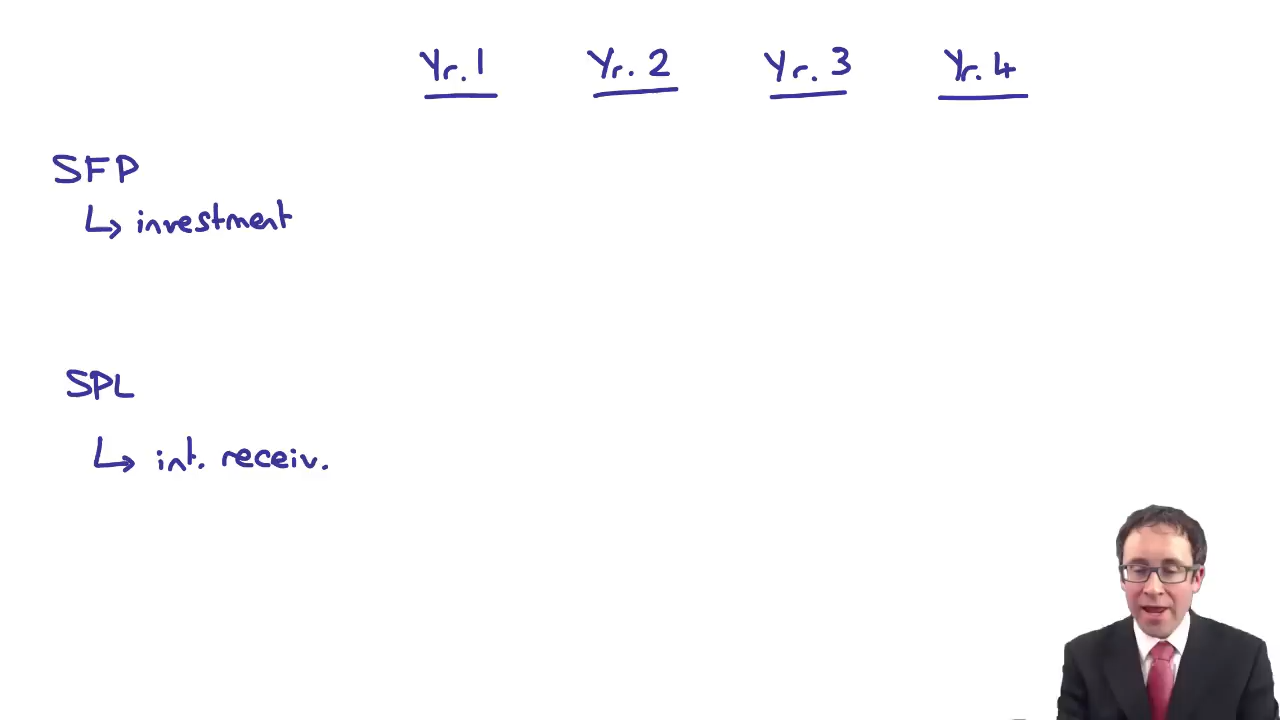 Yr. 1 Yr. 2 Yr. 3 Yr. 4
SFP
↳ investment
SPL
↳ int. receiv.